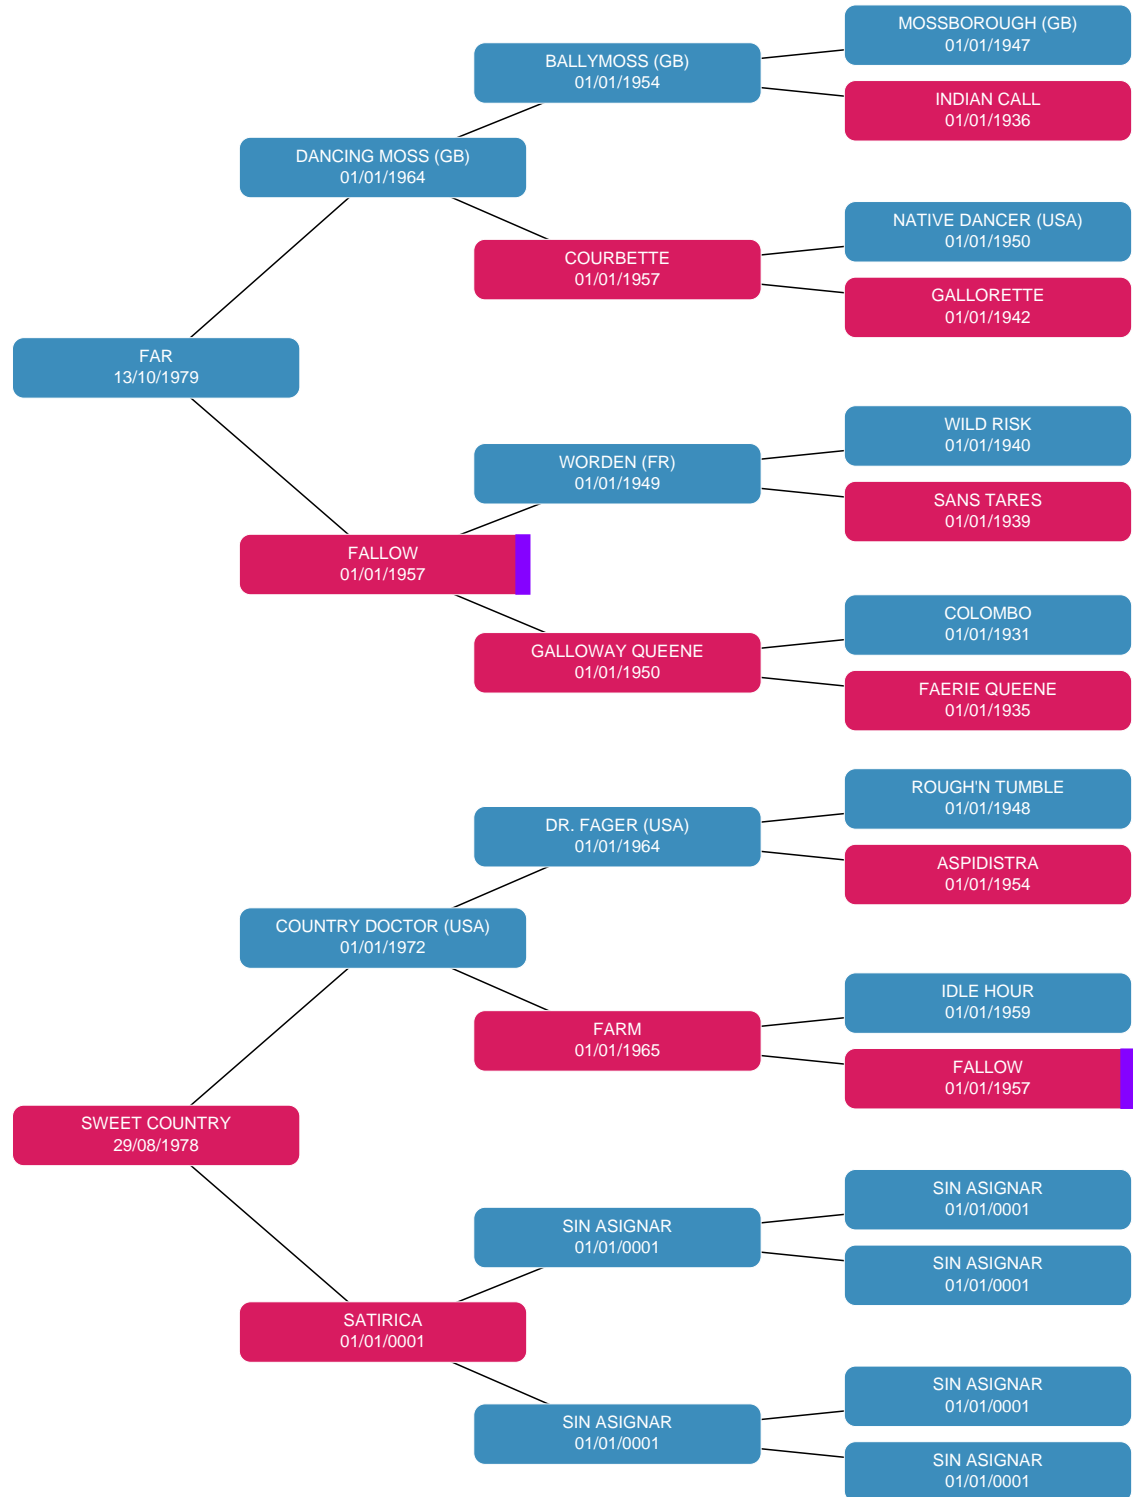 MOSSBOROUGH (GB)
01/01/1947
BALLYMOSS (GB)
01/01/1954
INDIAN CALL
01/01/1936
DANCING MOSS (GB)
01/01/1964
NATIVE DANCER (USA)
01/01/1950
COURBETTE
01/01/1957
GALLORETTE
01/01/1942
FAR
13/10/1979
WILD RISK
01/01/1940
WORDEN (FR)
01/01/1949
SANS TARES
01/01/1939
FALLOW
01/01/1957
COLOMBO
01/01/1931
GALLOWAY QUEENE
01/01/1950
FAERIE QUEENE
01/01/1935
ROUGH'N TUMBLE
01/01/1948
DR. FAGER (USA)
01/01/1964
ASPIDISTRA
01/01/1954
COUNTRY DOCTOR (USA)
01/01/1972
IDLE HOUR
01/01/1959
FARM
01/01/1965
FALLOW
01/01/1957
SWEET COUNTRY
29/08/1978
SIN ASIGNAR
01/01/0001
SIN ASIGNAR
01/01/0001
SIN ASIGNAR
01/01/0001
SATIRICA
01/01/0001
SIN ASIGNAR
01/01/0001
SIN ASIGNAR
01/01/0001
SIN ASIGNAR
01/01/0001